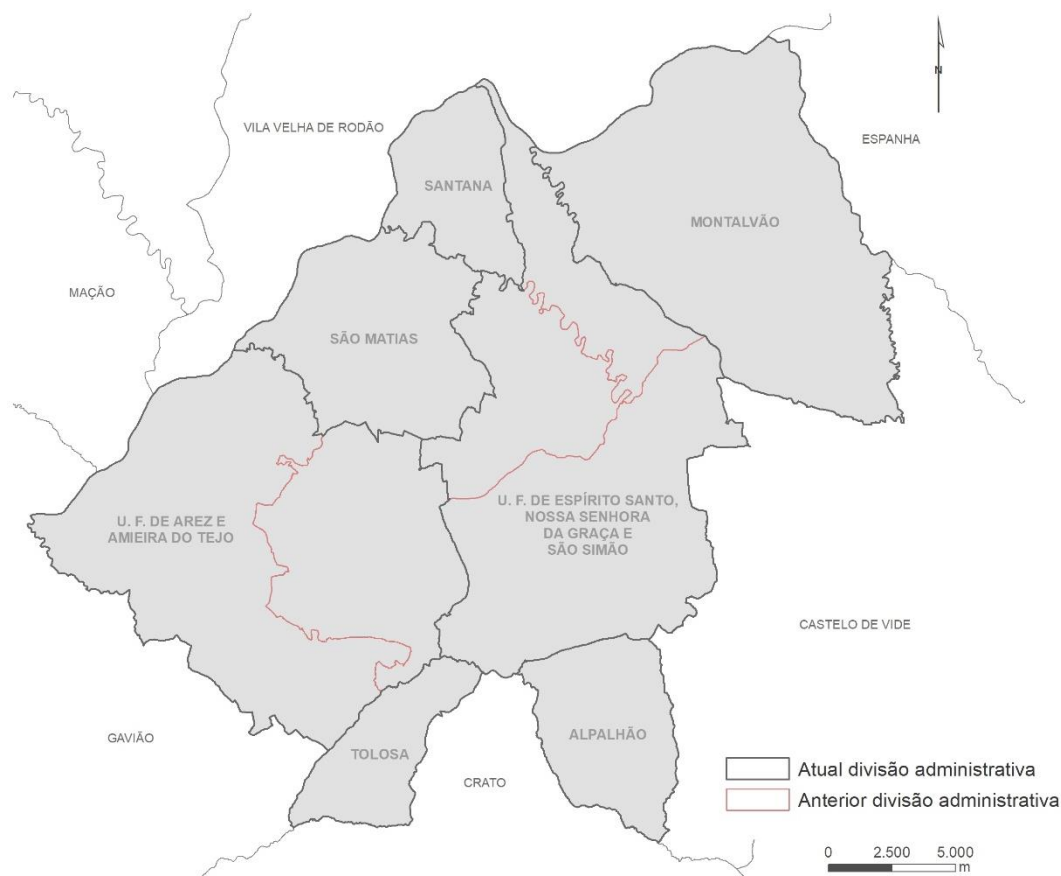 N
VILA VELHA DE RODÃO
ESPANHA
SANTANA
MONTALVÃO
MAÇÃO
SÃO MATIAS
U. F. DE AREZ E
AMIEIRA DO TEJO
U. F. DE ESPÍRITO SANTO,
NOSSA SENHORA
DA GRAÇA E
SÃO SIMÃO
CASTELO DE VIDE
GAVIÃO
TOLOSA
ALPALHÃO
CRATO
Atual divisão administrativa
Anterior divisão administrativa
0 2.500 5.000
m